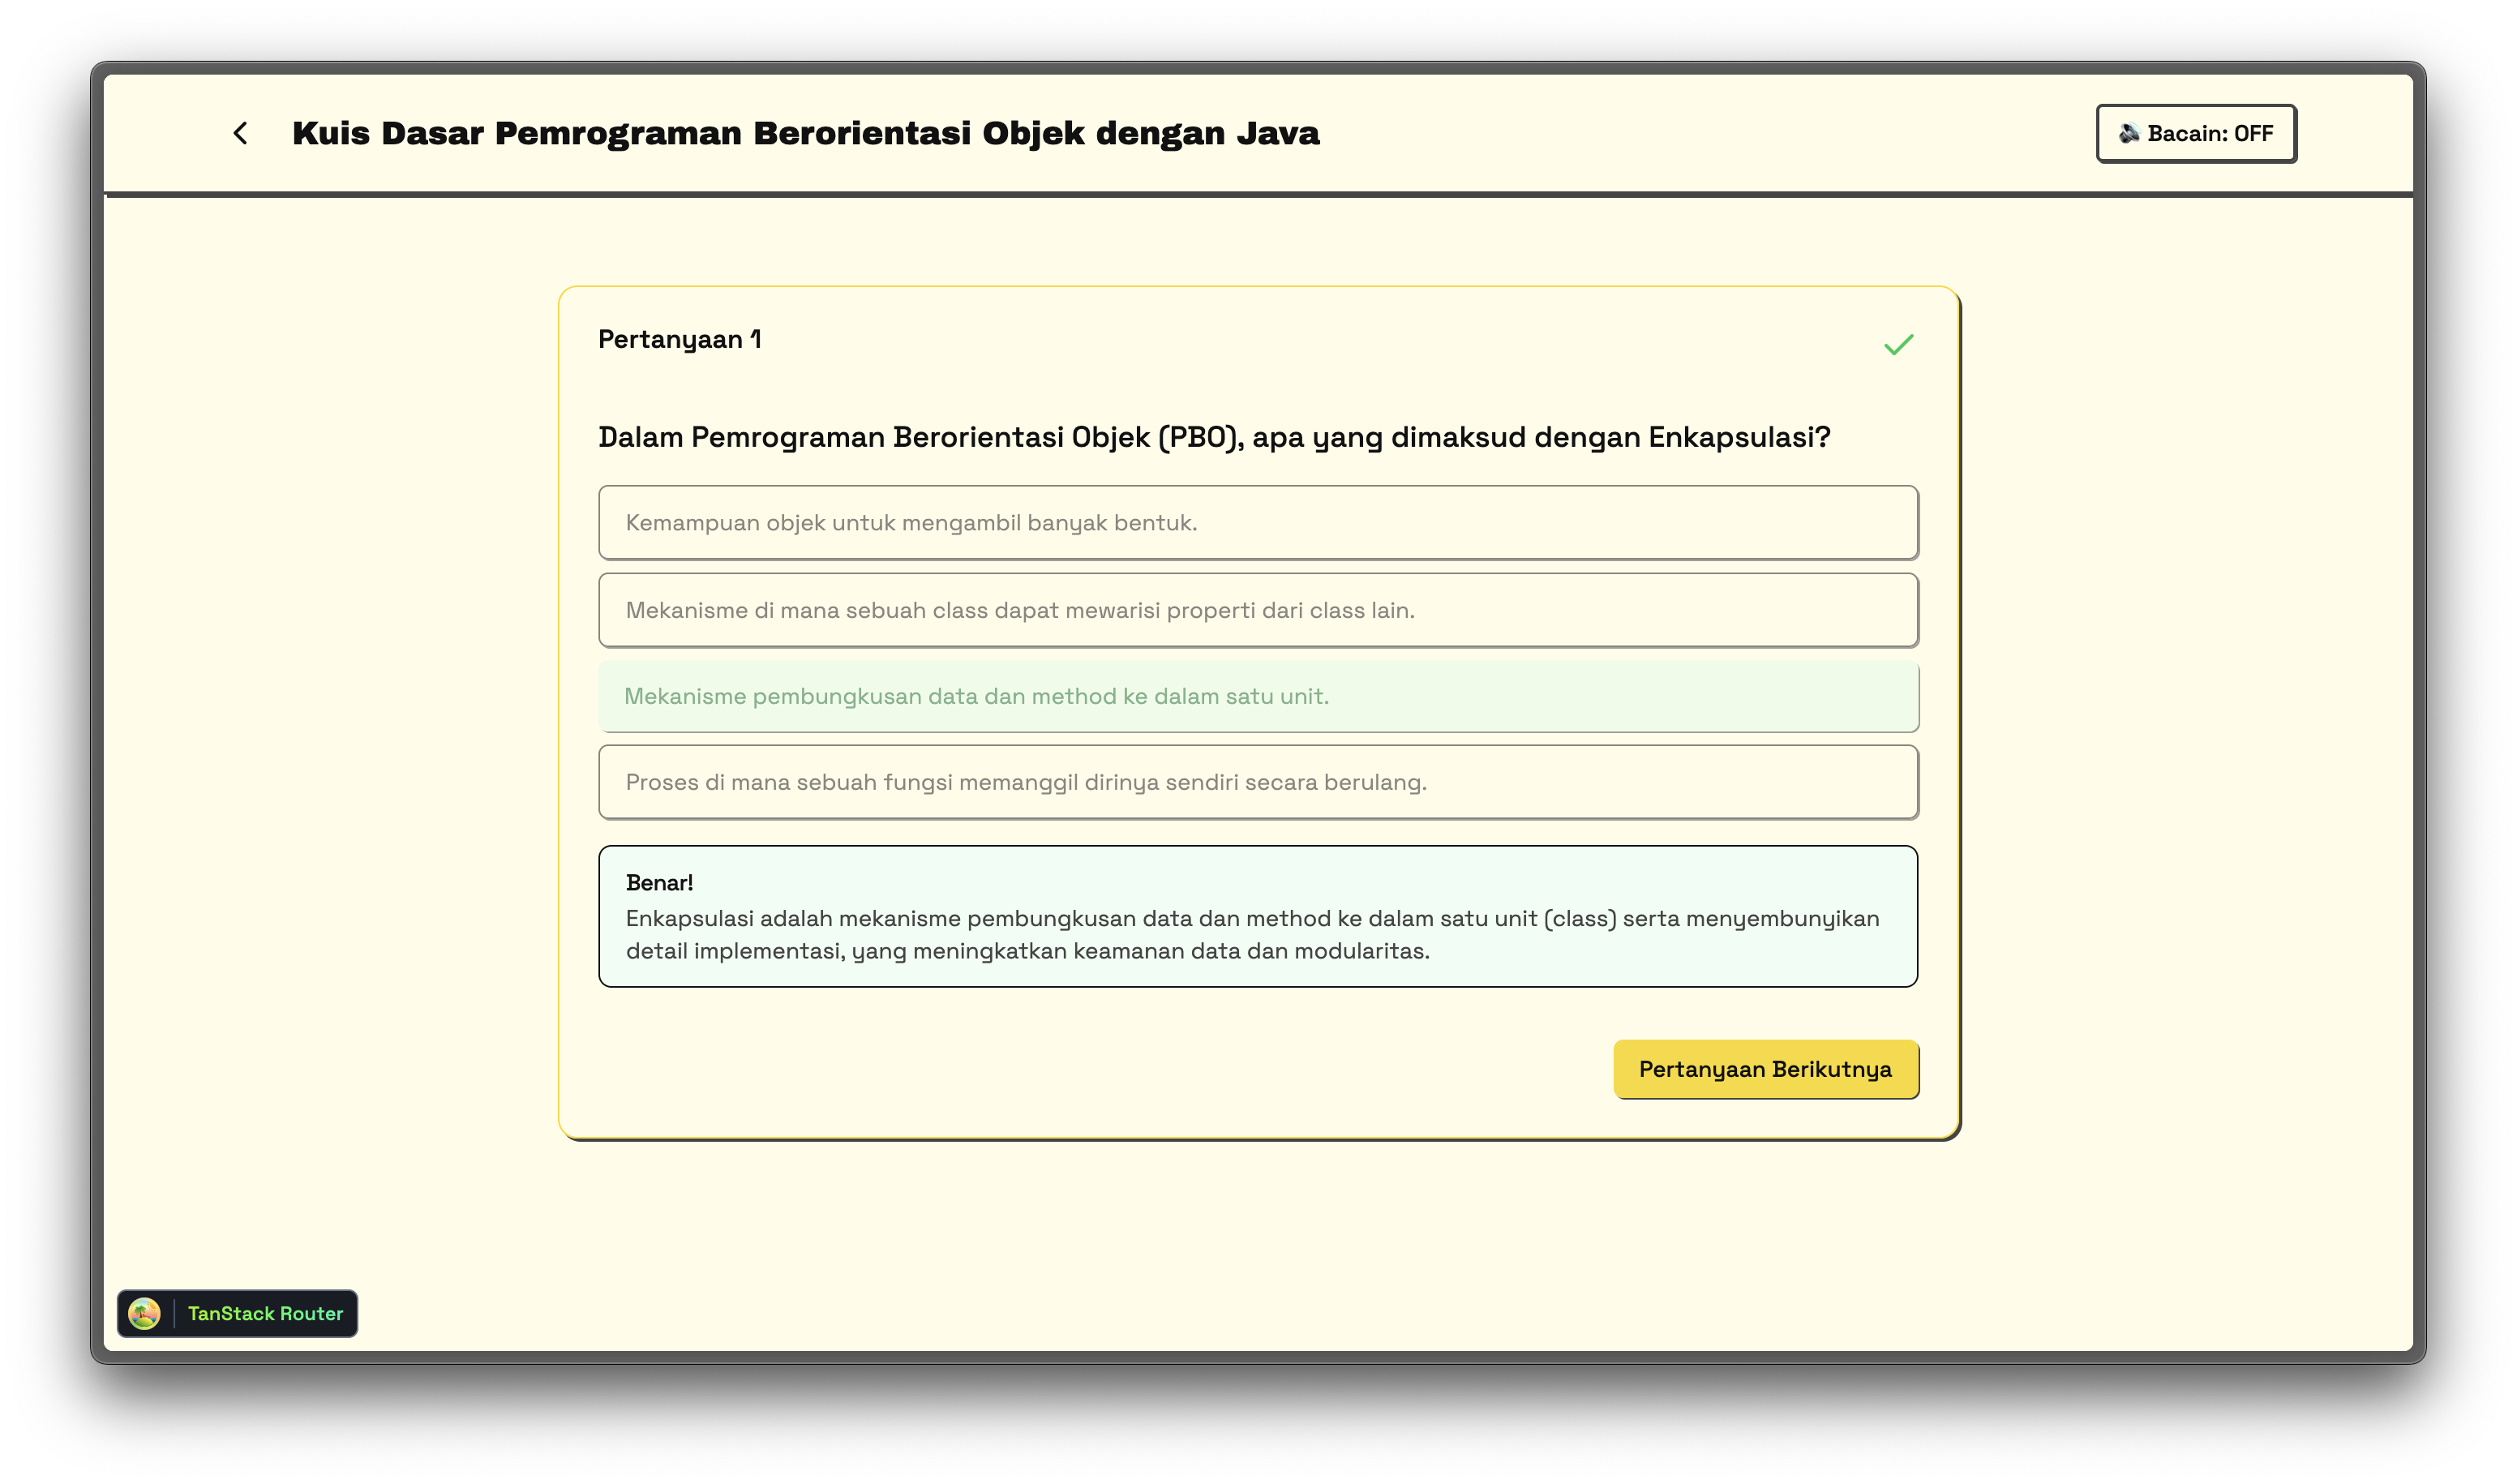 Kuis Dasar Pemrograman Berorientasi Objek dengan Java
Bacain: OFF
Pertanyaan 1
Dalam Pemrograman Berorientasi Objek (PBO), apa yang dimaksud dengan Enkapsulasi?
Kemampuan objek untuk mengambil banyak bentuk.
Mekanisme di mana sebuah class dapat mewarisi properti dari class lain.
Mekanisme pembungkusan data dan method ke dalam satu unit.
Proses di mana sebuah fungsi memanggil dirinya sendiri secara berulang.
Benar!
Enkapsulasi adalah mekanisme pembungkusan data dan method ke dalam satu unit (class) serta menyembunyikan
detail implementasi, yang meningkatkan keamanan data dan modularitas.
Pertanyaan Berikutnya
TanStack Router